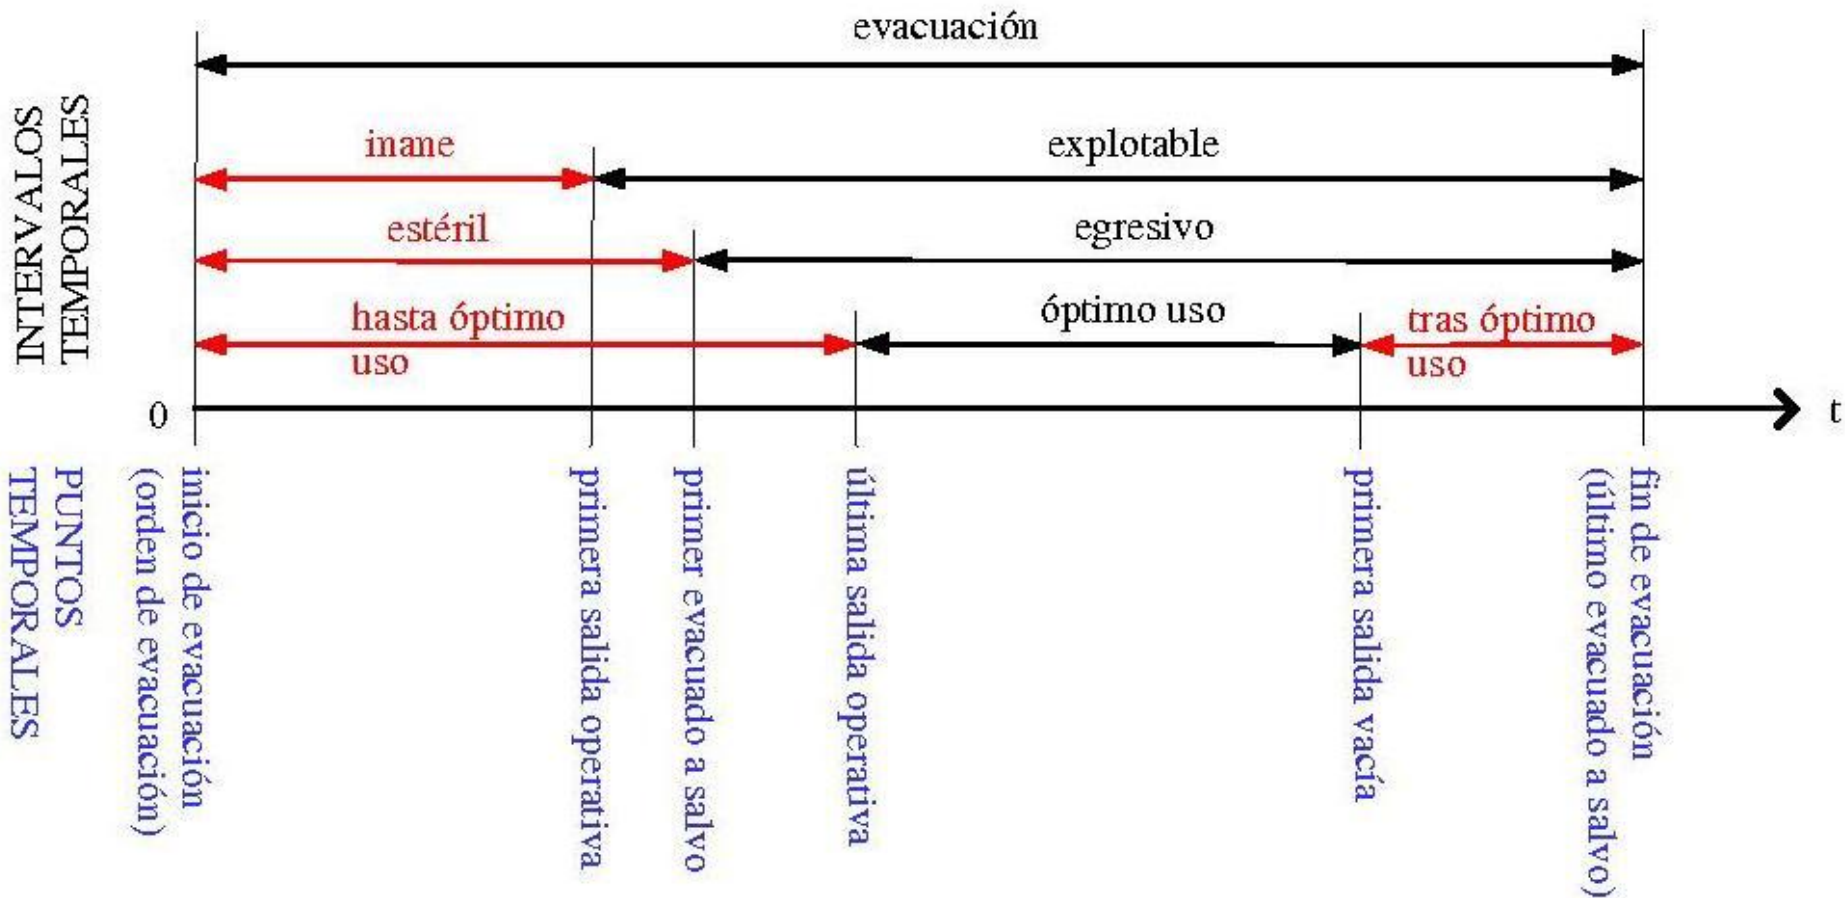 evacuación
INTERVALOS
TEMPORALES
inane
explotable
estéril
egresivo
hasta óptimo
uso
óptimo uso
tras óptimo
uso
0
t
PUNTOS
TEMPORALES
inicio de evacuación
(orden de evacuación)
primera salida operativa
primer evacuado a salvo
última salida operativa
primera salida vacía
fin de evacuación
(último evacuado a salvo)